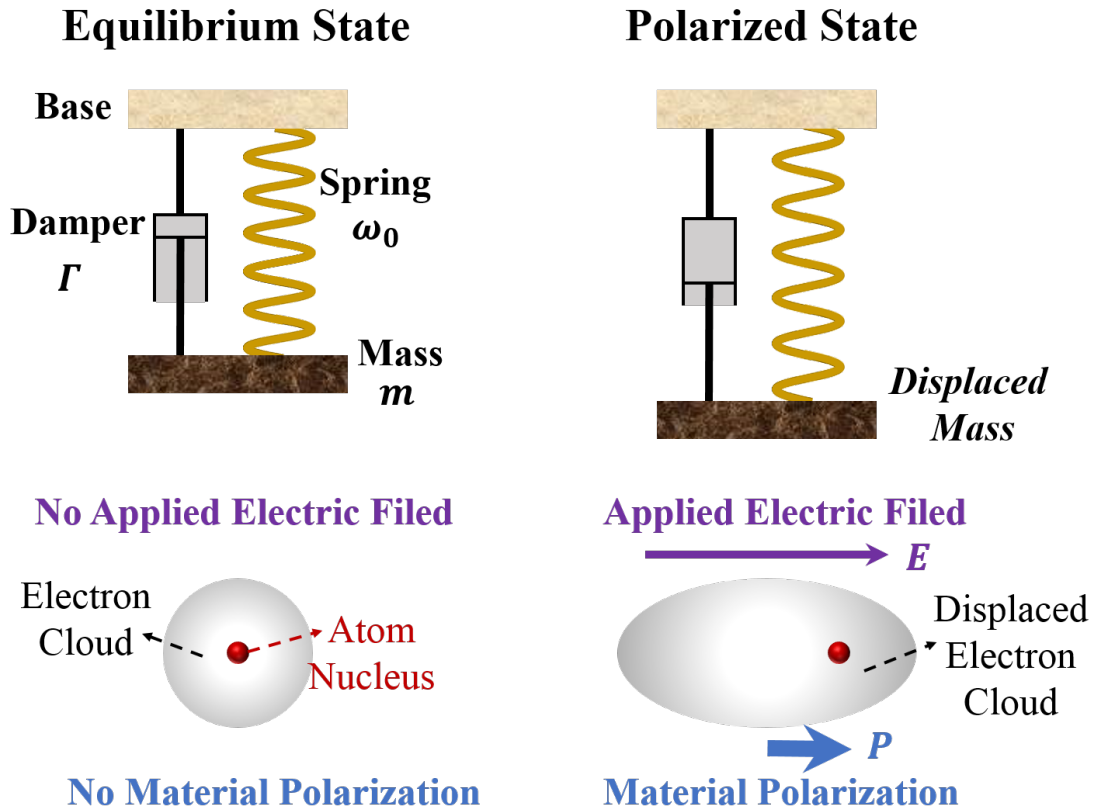 Equilibrium State
Polarized State
Base
Spring
ω₀
Damper
Γ
Mass
m
Displaced
Mass
No Applied Electric Filed
Applied Electric Filed
E
Electron
Cloud
Atom
Nucleus
Displaced
Electron
Cloud
P
No Material Polarization
Material Polarization